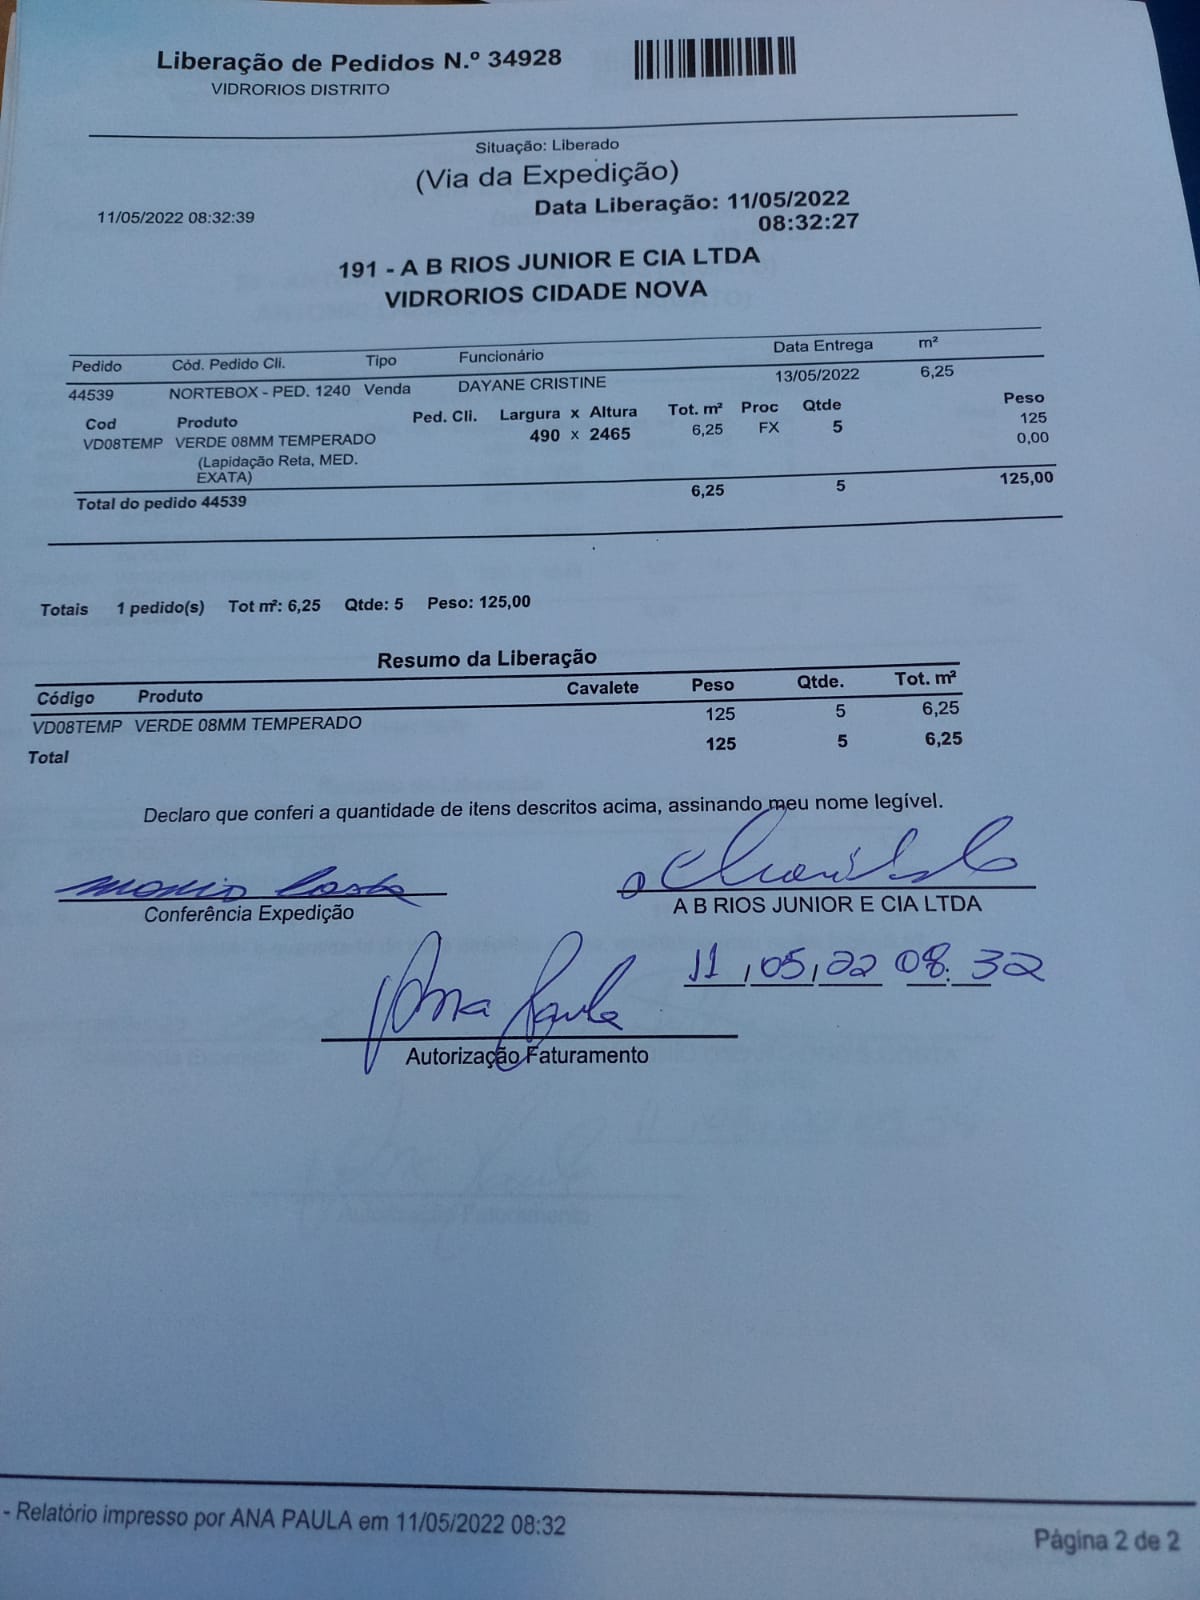 Liberação de Pedidos N.º 34928
VIDRORIOS DISTRITO
Situação: Liberado
(Via da Expedição)
11/05/2022 08:32:39
Data Liberação: 11/05/2022
08:32:27
191 - A B RIOS JUNIOR E CIA LTDA
VIDRORIOS CIDADE NOVA
Pedido Cód. Pedido Cli. Tipo Funcionário Data Entrega m²
44539 NORTEBOX - PED. 1240 Venda DAYANE CRISTINE 13/05/2022 6,25
Cod Produto Ped. Cli. Largura x Altura Tot. m² Proc Qtde Peso
VD08TEMP VERDE 08MM TEMPERADO 490 x 2465 6,25 FX 5 125
(Lapidação Reta, MED. 0,00
EXATA)
Total do pedido 44539 6,25 5 125,00
Totais 1 pedido(s) Tot m²: 6,25 Qtde: 5 Peso: 125,00
Resumo da Liberação
Código Produto Cavalete Peso Qtde. Tot. m²
VD08TEMP VERDE 08MM TEMPERADO 125 5 6,25
Total 125 5 6,25
Declaro que conferi a quantidade de itens descritos acima, assinando meu nome legível.
Conferência Expedição
A B RIOS JUNIOR E CIA LTDA
11/05/22 08:32
Ana Paula
Autorização Faturamento
- Relatório impresso por ANA PAULA em 11/05/2022 08:32
Página 2 de 2